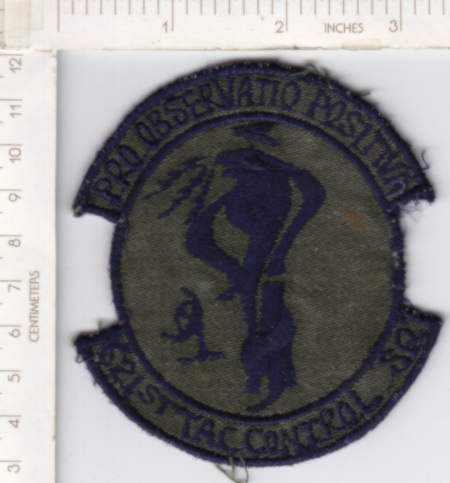 1 2 INCHES 3
12
11
10
9
8
7
6
5
4
3
CENTIMETERS
PRO OBSERVATIO POSITIVA
621ST TAC CONTROL SQ